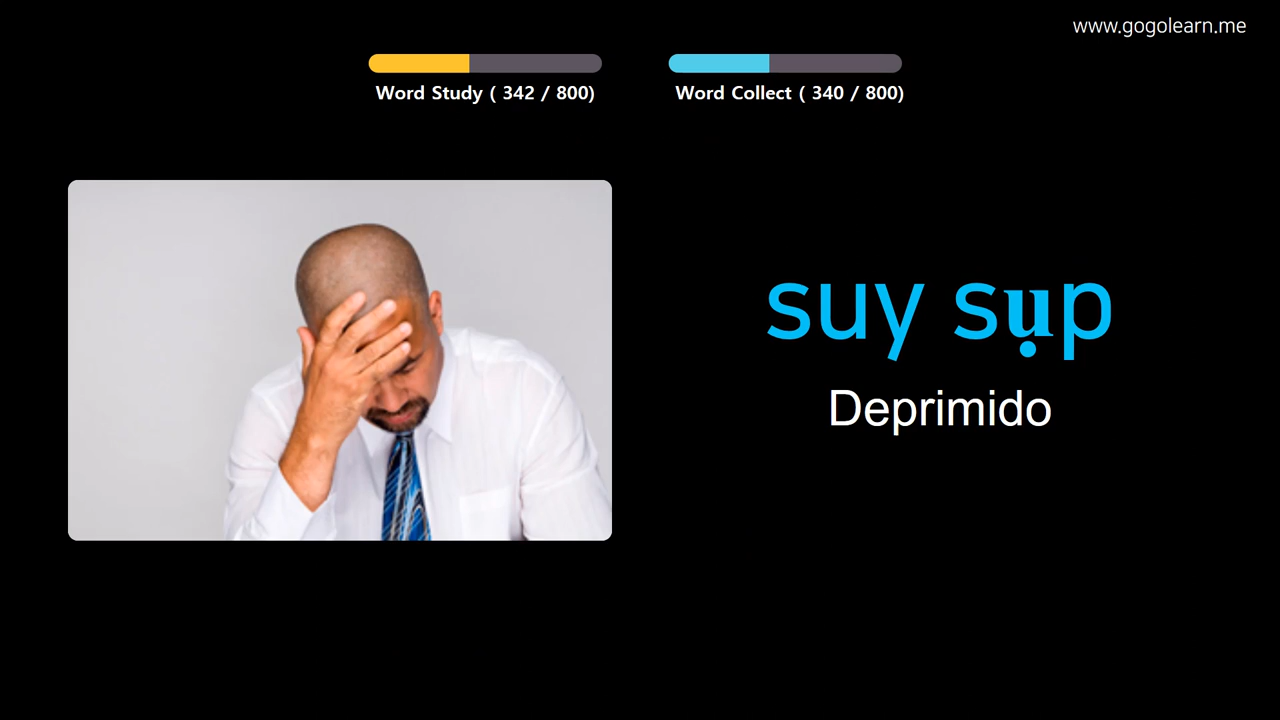 www.gogolearn.me
Word Study ( 342 / 800)
Word Collect ( 340 / 800)
suy sụp
Deprimido